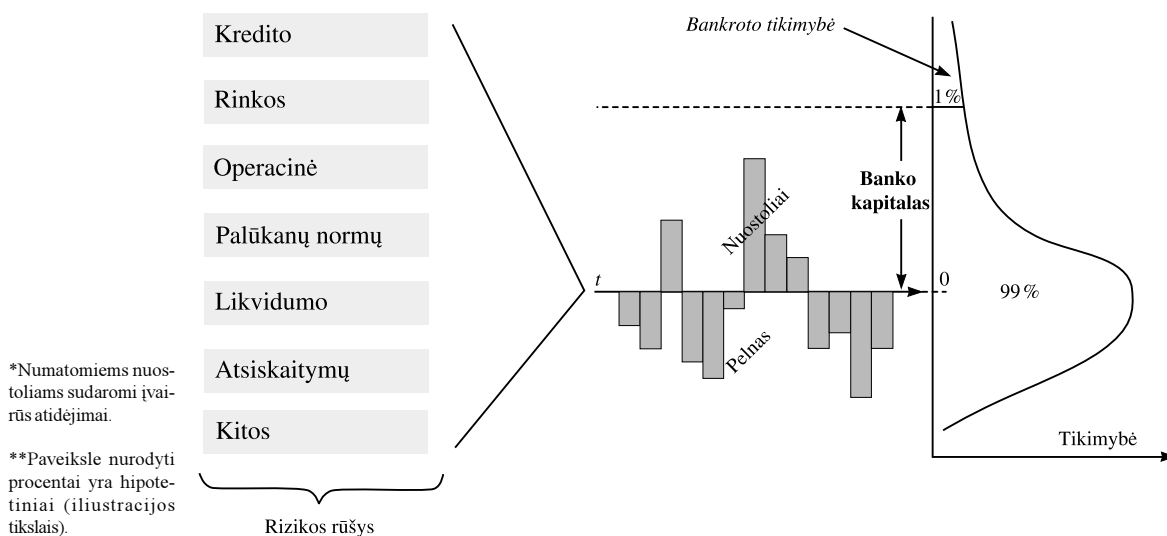 Kredito
Rinkos
Operacinė
Palūkanų normų
Likvidumo
Atsiskaitymų
Kitos
Rizikos rūšys
*Numatomiems nuos-
toliams sudaromi įvai-
rūs atidėjimai.
**Paveiksle nurodyti
procentai yra hipote-
tiniai (iliustracijos
tikslais).
t
Nuostoliai
Pelnas
Bankroto tikimybė
1%
Banko
kapitalas
0
99%
Tikimybė